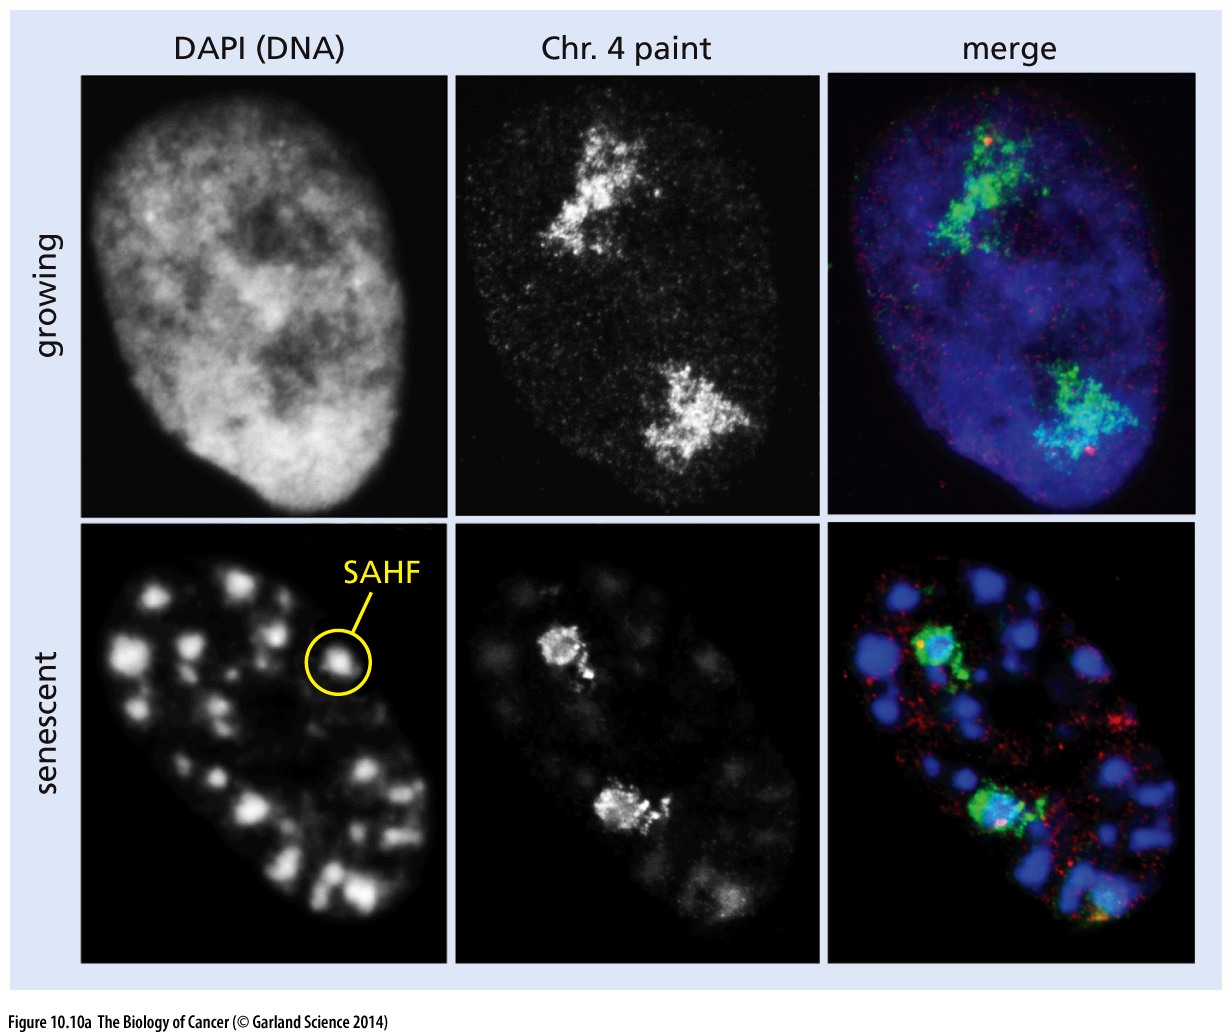 DAPI (DNA)
Chr. 4 paint
merge
growing
SAHF
senescent
Figure 10.10a The Biology of Cancer (© Garland Science 2014)